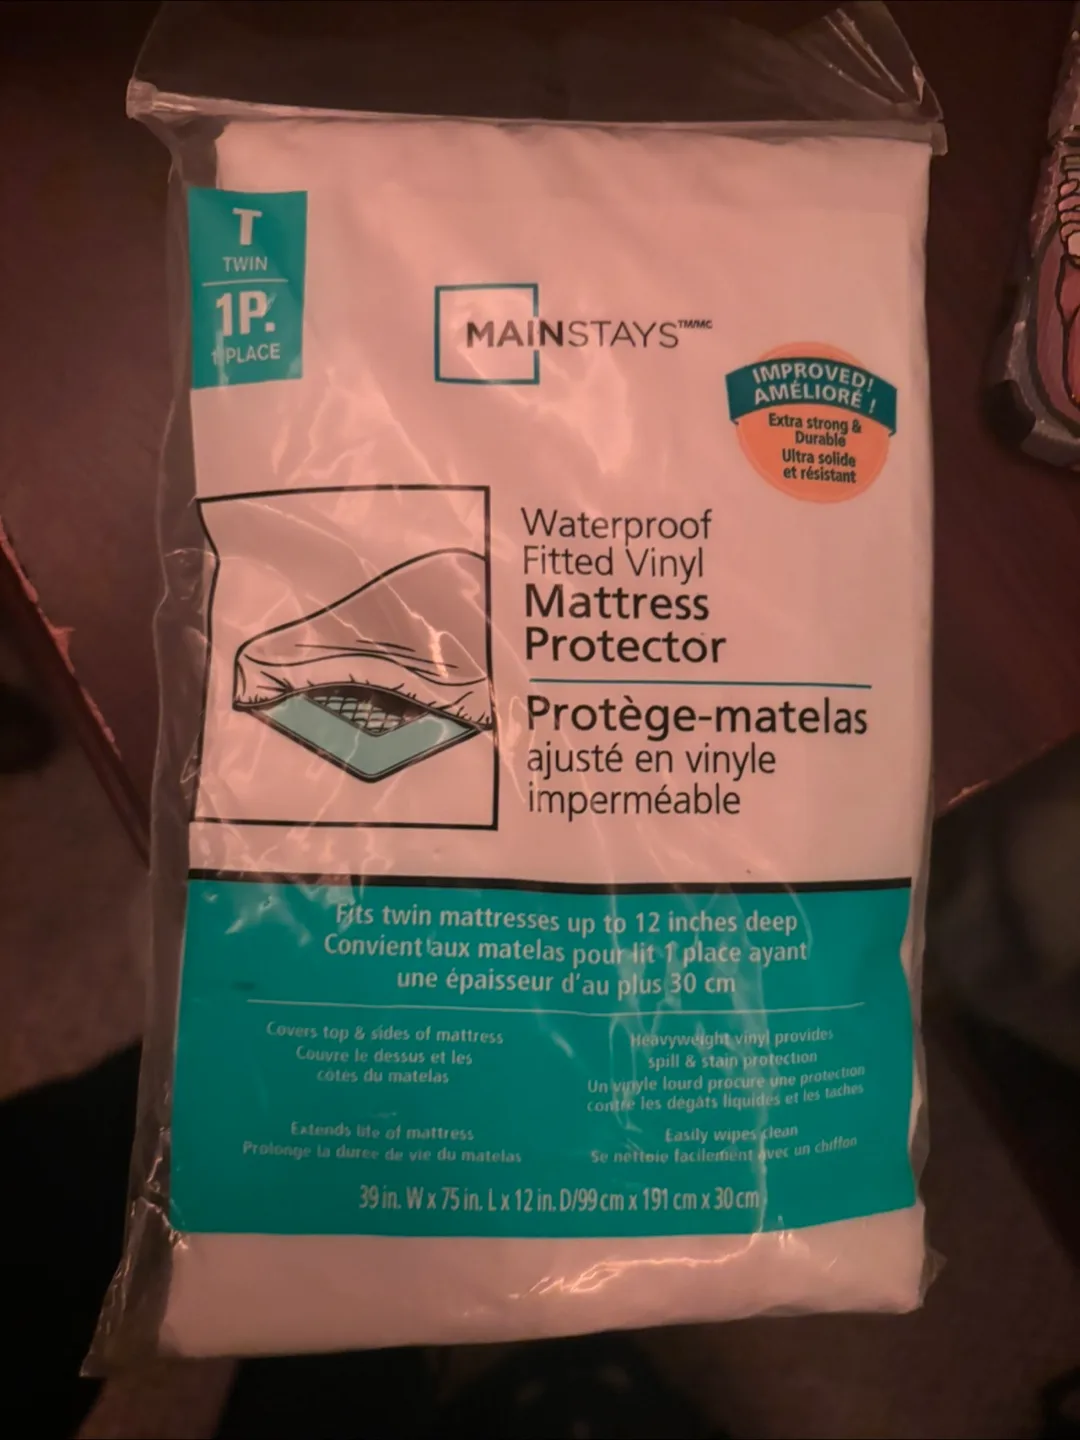 T
TWIN
1P.
1 PLACE
MAINSTAYS™/MC
IMPROVED!
AMÉLIORÉ !
Extra strong &
Durable
Ultra solide
et résistant
Waterproof
Fitted Vinyl
Mattress
Protector
Protège-matelas
ajusté en vinyle
imperméable
Fits twin mattresses up to 12 inches deep
Convient aux matelas pour lit 1 place ayant
une épaisseur d'au plus 30 cm
Covers top & sides of mattress
Couvre le dessus et les
côtés du matelas
Heavyweight vinyl provides
spill & stain protection
Un vinyle lourd procure une protection
contre les dégâts liquides et les taches
Extends life of mattress
Prolonge la durée de vie du matelas
Easily wipes clean
Se nettoie facilement avec un chiffon
39 in. W x 75 in. L x 12 in. D/99 cm x 191 cm x 30 cm